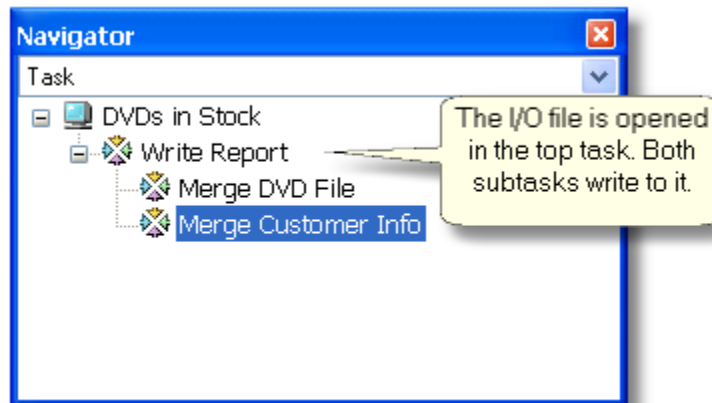 Navigator
Task
DVDs in Stock
Write Report
Merge DVD File
Merge Customer Info
The I/O file is opened
in the top task. Both
subtasks write to it.